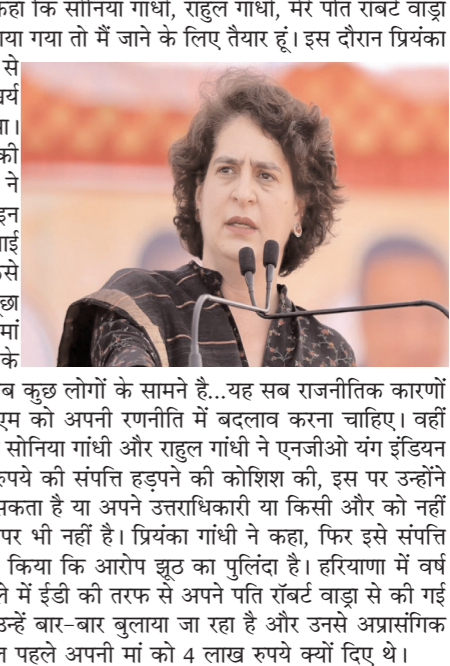 कहा कि सोनिया गांधी, राहुल गांधी, मेरे पति रॉबर्ट वाड्रा
गया तो मैं जाने के लिए तैयार हूं। इस दौरान प्रियंका
से
की
ने
इन
मां
के
कुछ लोगों के सामने है...यह सब राजनीतिक कारणों
को अपनी रणनीति में बदलाव करना चाहिए। वहीं
सोनिया गांधी और राहुल गांधी ने एनजीओ यंग इंडियन
की संपत्ति हड़पने की कोशिश की, इस पर उन्होंने
सकता है या अपने उत्तराधिकारी या किसी और को नहीं
पर भी नहीं है। प्रियंका गांधी ने कहा, फिर इसे संपत्ति
किया कि आरोप झूठ का पुलिंदा है। हरियाणा में वर्ष
में ईडी की तरफ से अपने पति रॉबर्ट वाड्रा से की गई
उन्हें बार-बार बुलाया जा रहा है और उनसे अप्रासंगिक
पहले अपनी मां को 4 लाख रुपये क्यों दिए थे।